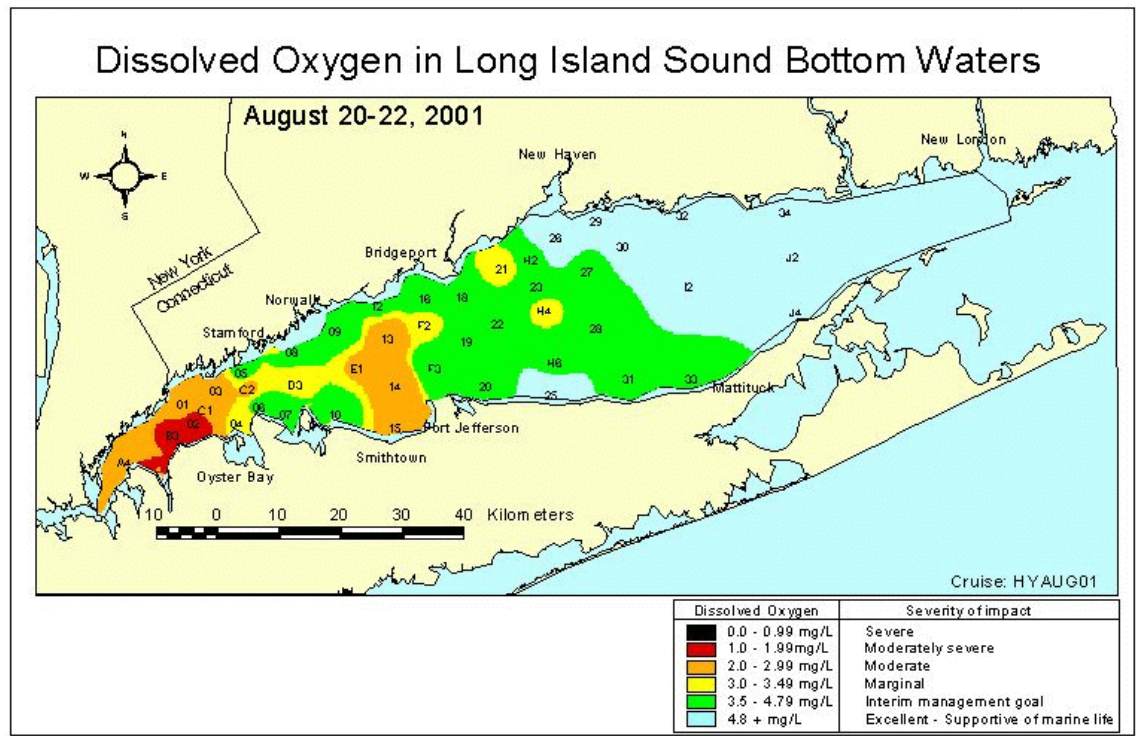 Dissolved Oxygen in Long Island Sound Bottom Waters
August 20-22, 2001
N
W
E
S
New London
New Haven
Bridgeport
New York
Connecticut
Norwalk
Stamford
Mattituck
Port Jefferson
Smithtown
Oyster Bay
34
32
29
26
30
J2
H2
27
21
23
I2
16
18
12
H4
J4
F2
22
28
09
13
19
08
H6
E1
F3
05
31
33
D3
14
20
25
03
C2
01
C1
06
07
10
02
04
15
B3
A4
10 0 10 20 30 40 Kilometers
Cruise: HYAUG01
Dissolved Oxygen Severity of impact
0.0 - 0.99 mg/L Severe
1.0 - 1.99mg/L Moderately severe
2.0 - 2.99 mg/L Moderate
3.0 - 3.49 mg/L Marginal
3.5 - 4.79 mg/L Interim management goal
4.8 + mg/L Excellent - Supportive of marine life